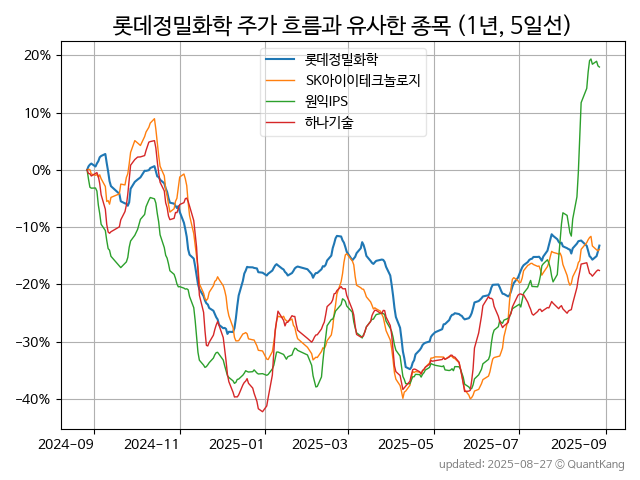 롯데정밀화학 주가 흐름과 유사한 종목 (1년, 5일선)
롯데정밀화학
SK아이이테크놀로지
원익IPS
하나기술
20%
10%
0%
−10%
−20%
−30%
−40%
2024-09 2024-11 2025-01 2025-03 2025-05 2025-07 2025-09
updated: 2025-08-27 © QuantKang